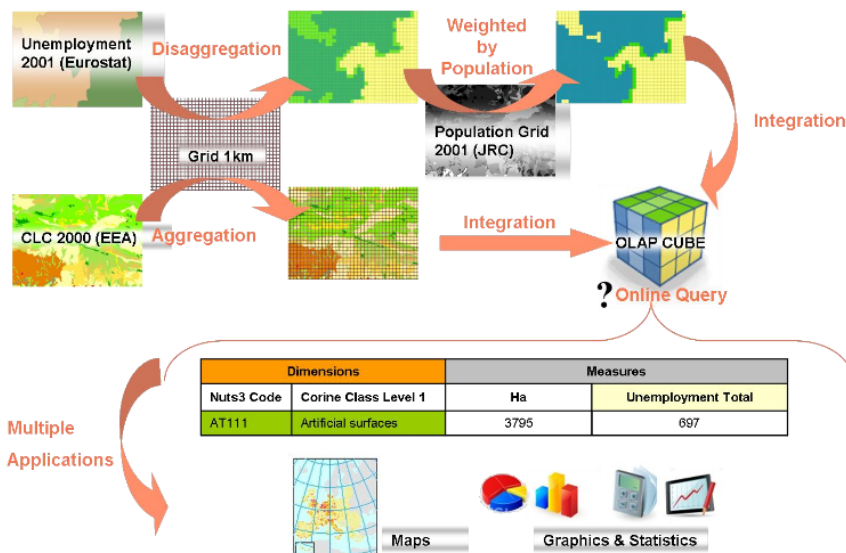 Unemployment
2001 (Eurostat)
Disaggregation
Weighted
by
Population
Grid 1km
Population Grid
2001 (JRC)
Integration
CLC 2000 (EEA)
Aggregation
Integration
OLAP CUBE
? Online Query
Dimensions Measures
Nuts3 Code Corine Class Level 1 Ha Unemployment Total
AT111 Artificial surfaces 3795 697
Multiple
Applications
Maps
Graphics & Statistics